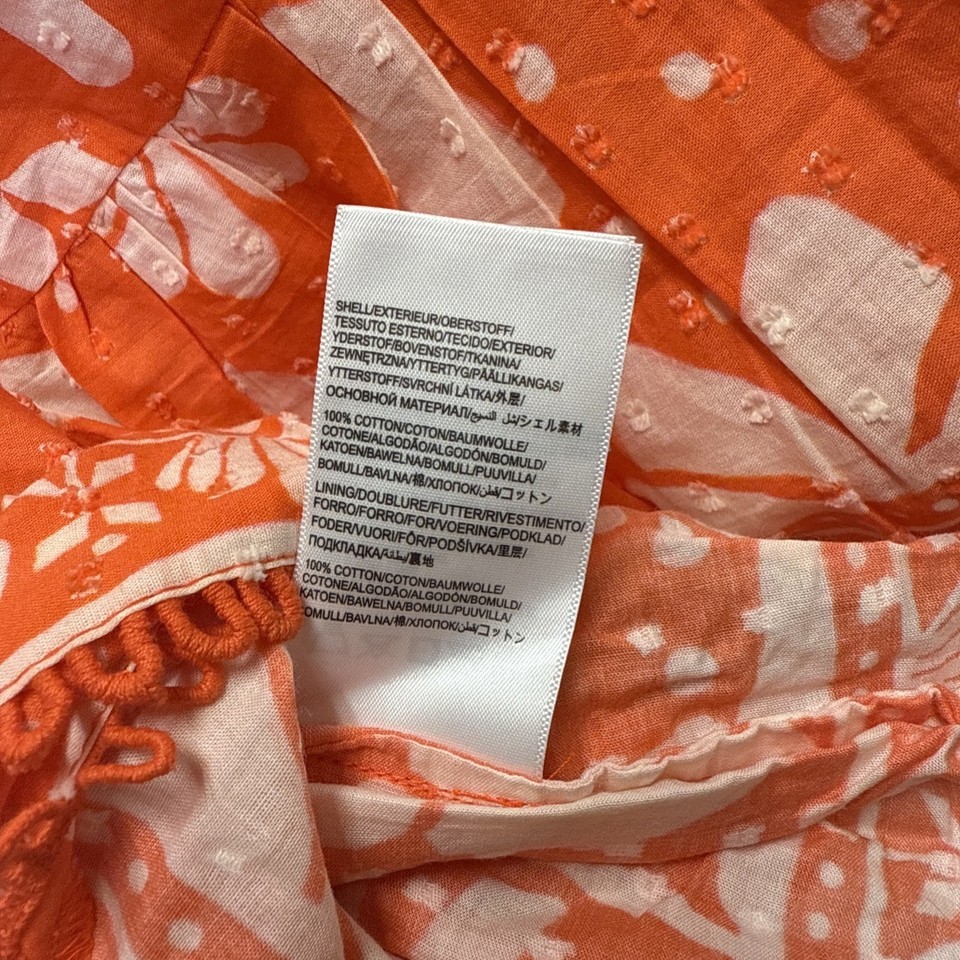 SHELL/EXTERIEUR/OBERSTOFF/
TESSUTO ESTERNO/TECIDO/EXTERIOR/
YDERSTOF/BOVENSTOF/TKANINA/
ZEWNĘTRZNA/YTTERTYG/PÄÄLLIKANGAS/
YTTERSTOFF/SVRCHNÍ LÁTKA/外层/
ОСНОВНОЙ МАТЕРИАЛ/شل النسيج/シェル素材
100% COTTON/COTON/BAUMWOLLE/
COTONE/ALGODÃO/ALGODÓN/BOMULD/
KATOEN/BAWELNA/BOMULL/PUUVILLA/
BOMULL/BAVLNA/棉/ХЛОПОК/قطن/コットン
LINING/DOUBLURE/FUTTER/RIVESTIMENTO/
FORRO/FORRO/FOR/VOERING/PODKLAD/
FODER/VUORI/FÔR/PODŠÍVKA/里层/
ПОДКЛАДКА/بطانة/裏地
100% COTTON/COTON/BAUMWOLLE/
COTONE/ALGODÃO/ALGODÓN/BOMULD/
KATOEN/BAWELNA/BOMULL/PUUVILLA/
BOMULL/BAVLNA/棉/ХЛОПОК/قطن/コットン